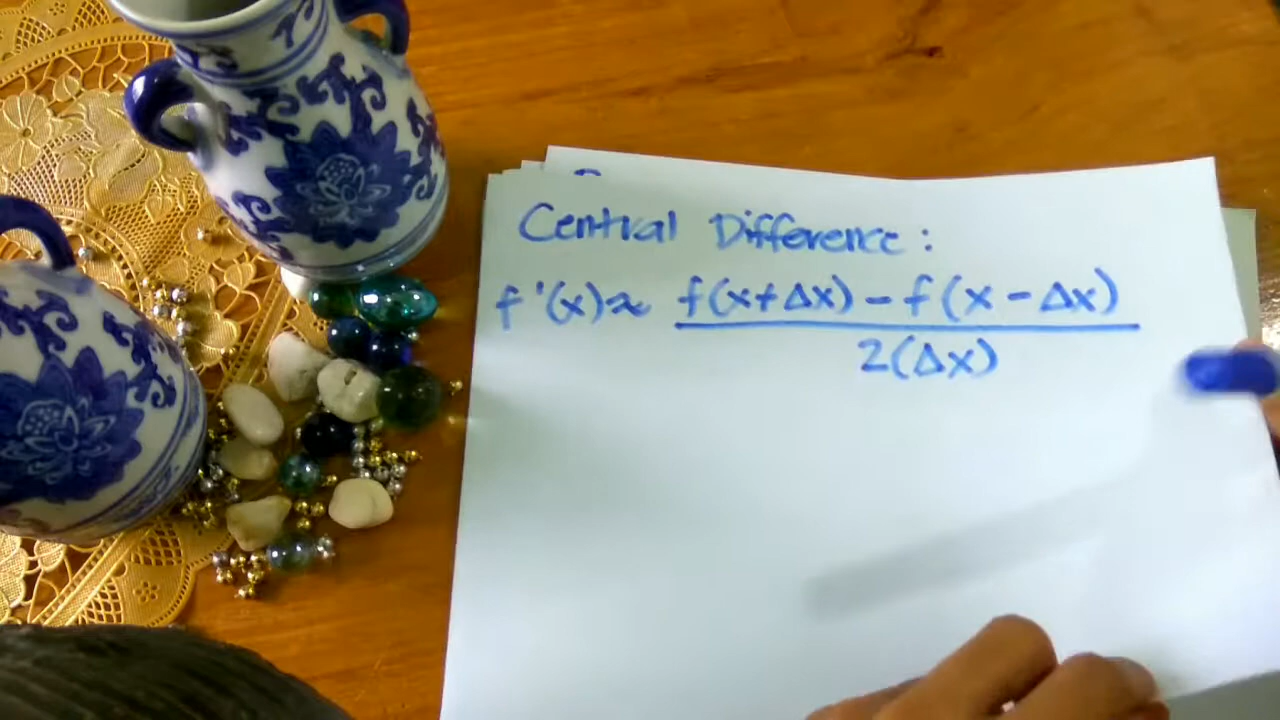 Central Difference:
f'(x)≈ f(x+Δx) - f(x - Δx)
2(Δx)